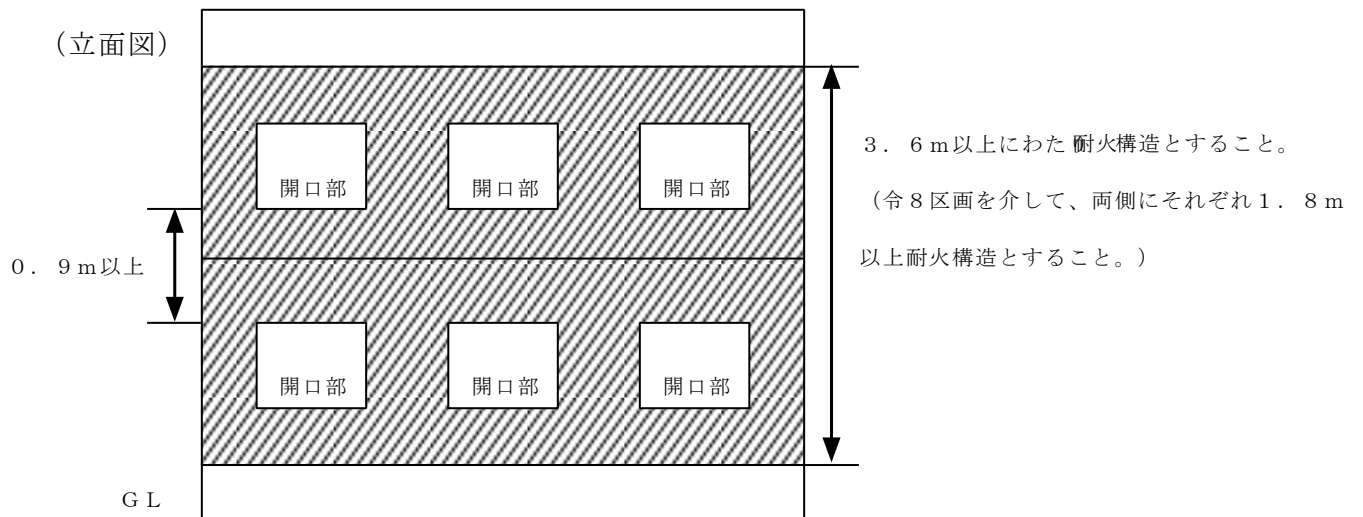 （立面図）
３．６ｍ以上にわた 耐火構造とすること。
開口部
開口部
開口部
（令８区画を介して、両側にそれぞれ１．８ｍ
以上耐火構造とすること。）
０．９ｍ以上
開口部
開口部
開口部
ＧＬ